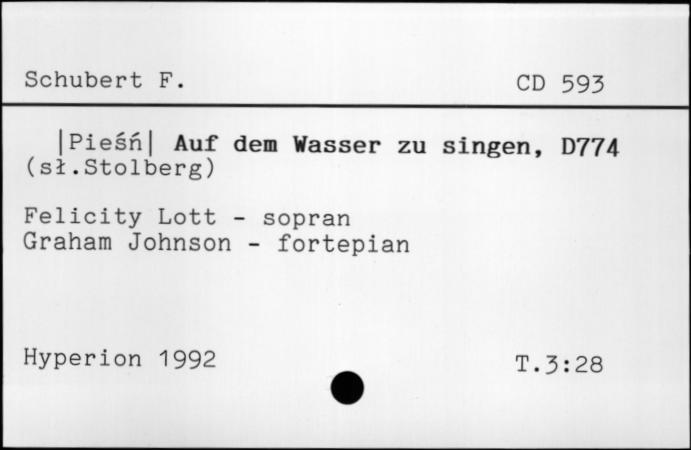 Schubert F. CD 593
|Pieśń| Auf dem Wasser zu singen, D774
(sł.Stolberg)
Felicity Lott - sopran
Graham Johnson - fortepian
Hyperion 1992 T.3:28